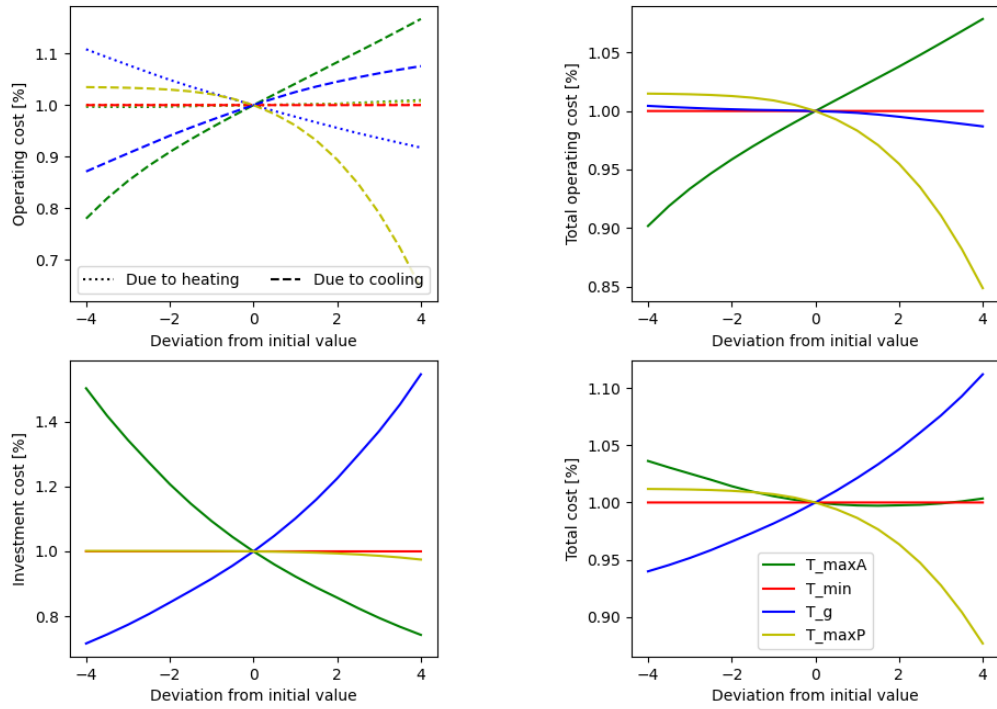 Operating cost [%]
1.1
1.0
0.9
0.8
0.7
Due to heating
Due to cooling
−4
−2
0
2
4
Deviation from initial value
Total operating cost [%]
1.05
1.00
0.95
0.90
0.85
−4
−2
0
2
4
Deviation from initial value
Investment cost [%]
1.4
1.2
1.0
0.8
−4
−2
0
2
4
Deviation from initial value
Total cost [%]
1.10
1.05
1.00
0.95
0.90
T_maxA
T_min
T_g
T_maxP
−4
−2
0
2
4
Deviation from initial value